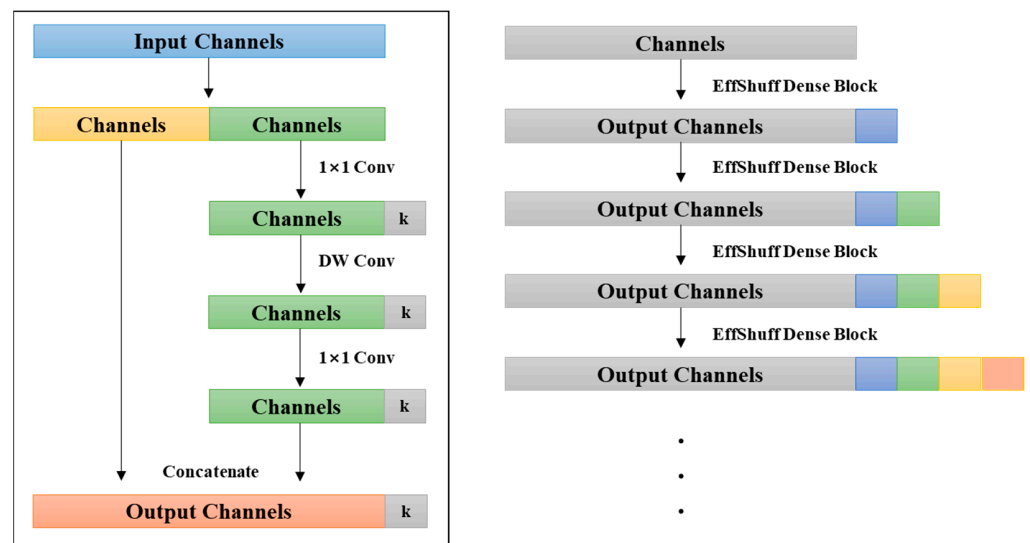 Input Channels
Channels Channels
1×1 Conv
Channels k
DW Conv
Channels k
1×1 Conv
Channels k
Concatenate
Output Channels k
Channels
EffShuff Dense Block
Output Channels
EffShuff Dense Block
Output Channels
EffShuff Dense Block
Output Channels
EffShuff Dense Block
Output Channels